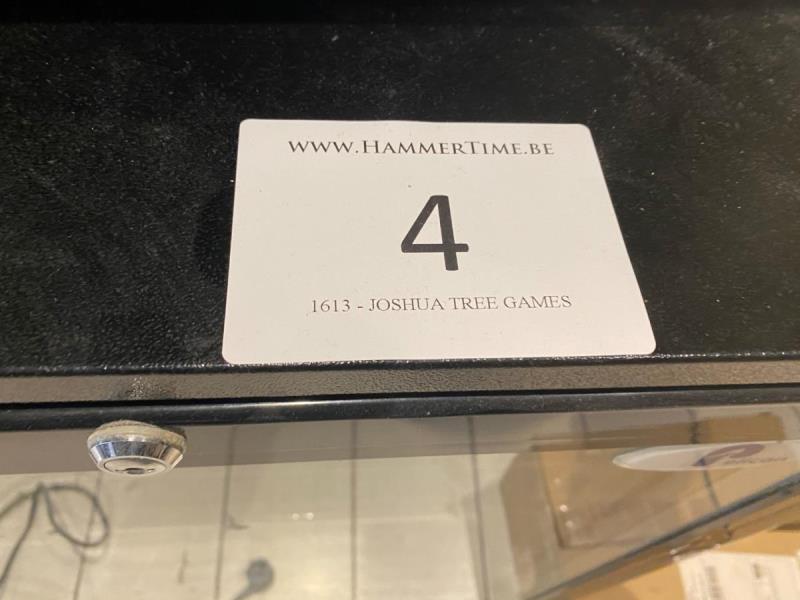 WWW.HAMMERTIME.BE
4
1613 - JOSHUA TREE GAMES